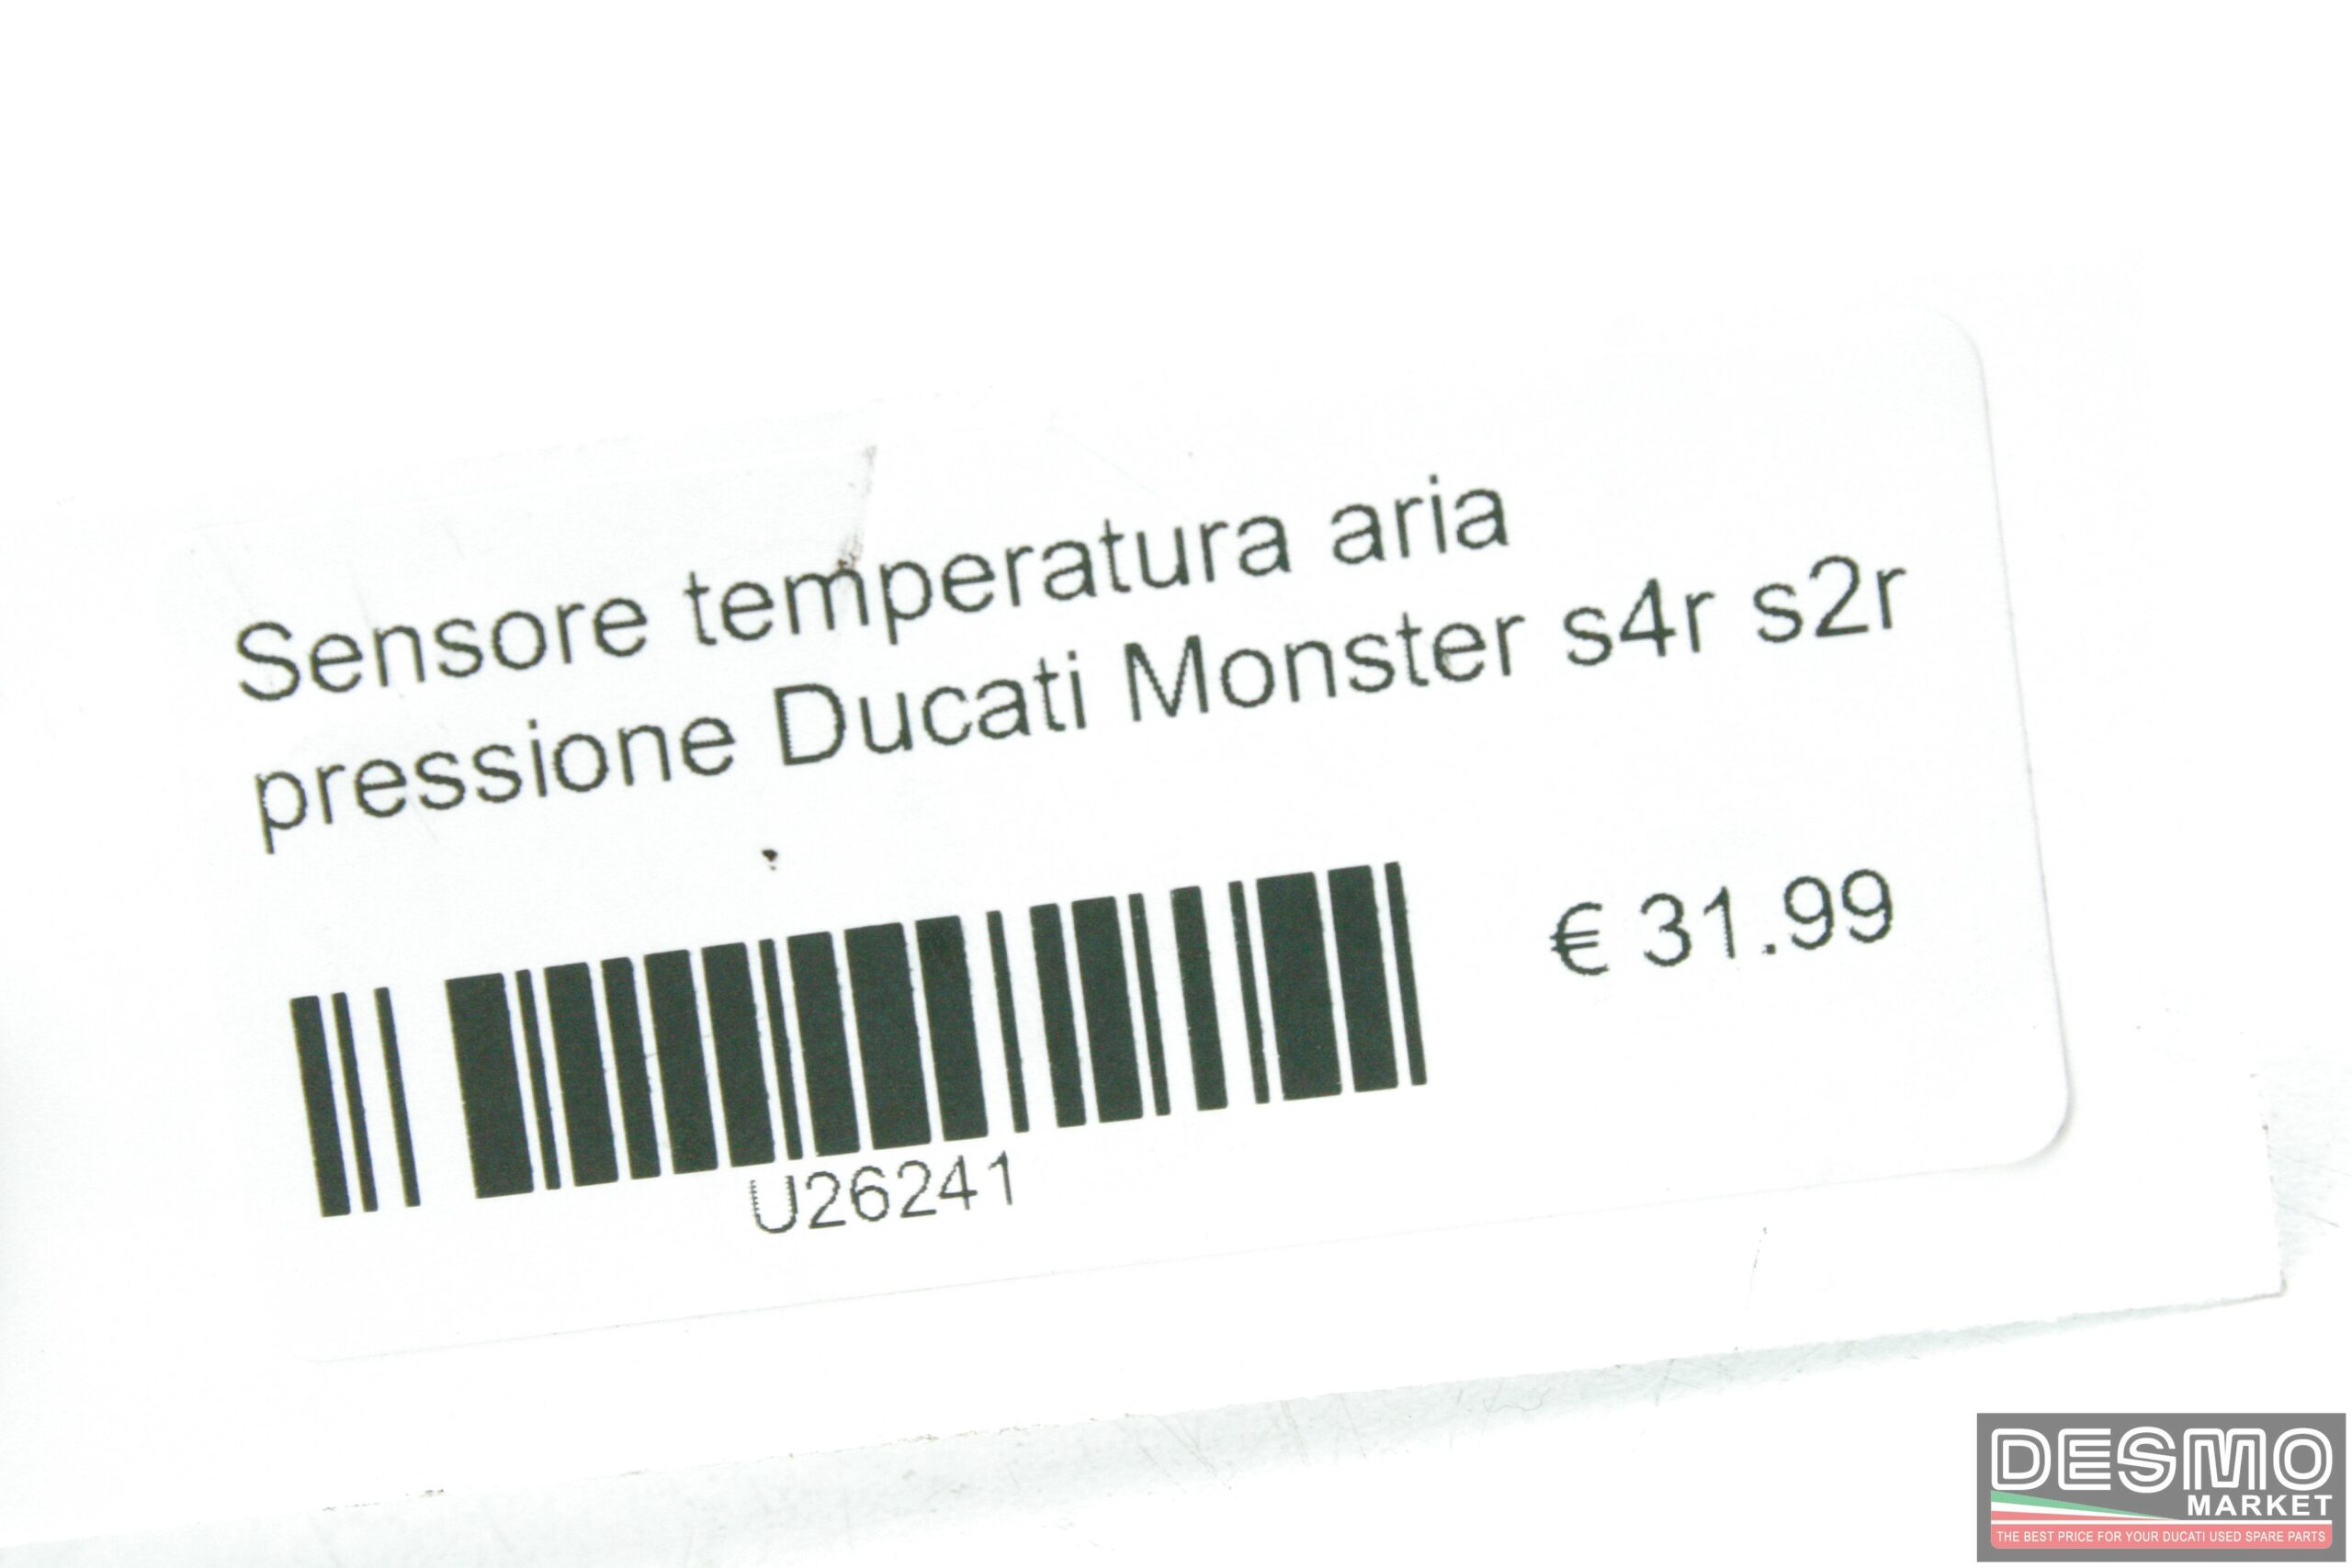 Sensore temperatura aria
pressione Ducati Monster s4r s2r
€ 31.99
U26241
DESMO
MARKET
THE BEST PRICE FOR YOUR DUCATI USED SPARE PARTS